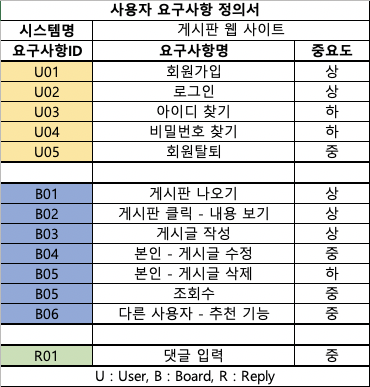 사용자 요구사항 정의서
시스템명 게시판 웹 사이트
요구사항ID 요구사항명 중요도
U01 회원가입 상
U02 로그인 상
U03 아이디 찾기 하
U04 비밀번호 찾기 하
U05 회원탈퇴 중
B01 게시판 나오기 상
B02 게시판 클릭 - 내용 보기 상
B03 게시글 작성 상
B04 본인 - 게시글 수정 중
B05 본인 - 게시글 삭제 하
B05 조회수 중
B06 다른 사용자 - 추천 기능 중
R01 댓글 입력 중
U : User, B : Board, R : Reply